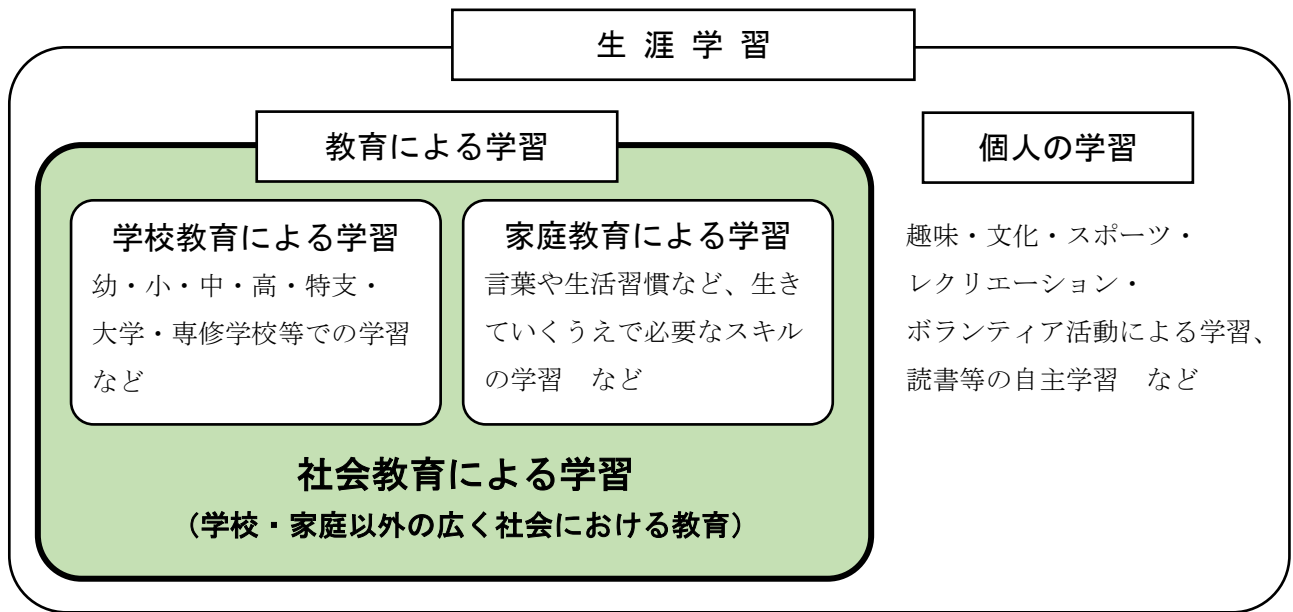 生涯学習
教育による学習
個人の学習
学校教育による学習
幼・小・中・高・特支・
大学・専修学校等での学習
など
家庭教育による学習
言葉や生活習慣など、生き
ていくうえで必要なスキル
の学習　など
社会教育による学習
（学校・家庭以外の広く社会における教育）
趣味・文化・スポーツ・
レクリエーション・
ボランティア活動による学習、
読書等の自主学習　など